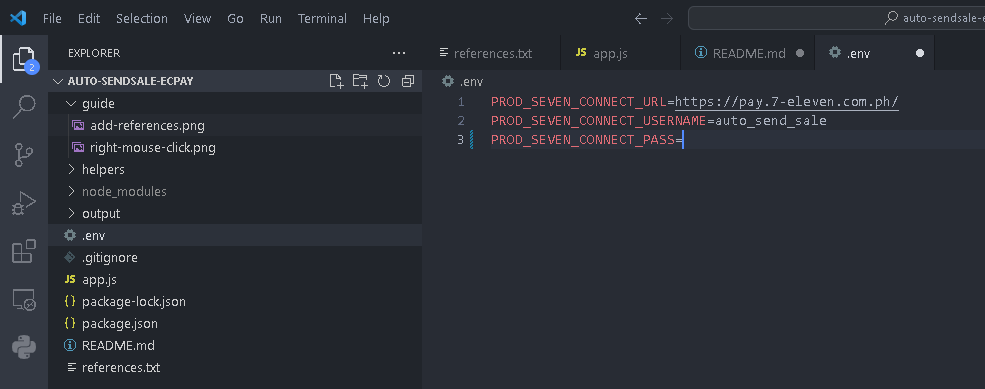 File Edit Selection View Go Run Terminal Help
auto-sendsale-e
EXPLORER ...
AUTO-SENDSALE-ECPAY
guide
add-references.png
right-mouse-click.png
helpers
node_modules
output
.env
.gitignore
JS app.js
{} package-lock.json
{} package.json
README.md
references.txt
2
references.txt JS app.js README.md .env
.env
1 PROD_SEVEN_CONNECT_URL=https://pay.7-eleven.com.ph/
2 PROD_SEVEN_CONNECT_USERNAME=auto_send_sale
3 PROD_SEVEN_CONNECT_PASS=